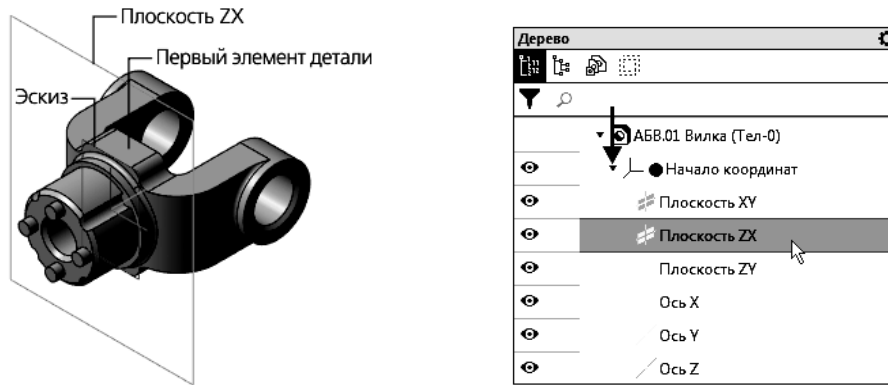 Плоскость ZX
Первый элемент детали
Эскиз
Дерево
АБВ.01 Вилка (Тел-0)
Начало координат
Плоскость XY
Плоскость ZX
Плоскость ZY
Ось X
Ось Y
Ось Z